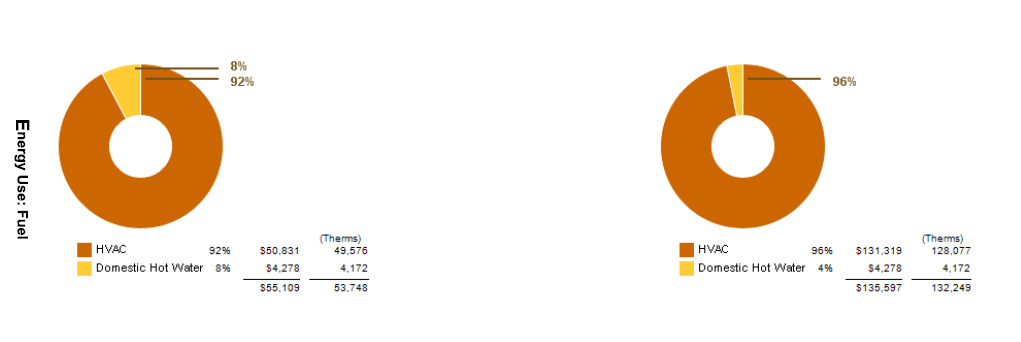 Energy Use: Fuel
8%
92%
(Therms)
HVAC 92% $50,831 49,576
Domestic Hot Water 8% $4,278 4,172
$55,109 53,748
96%
(Therms)
HVAC 96% $131,319 128,077
Domestic Hot Water 4% $4,278 4,172
$135,597 132,249